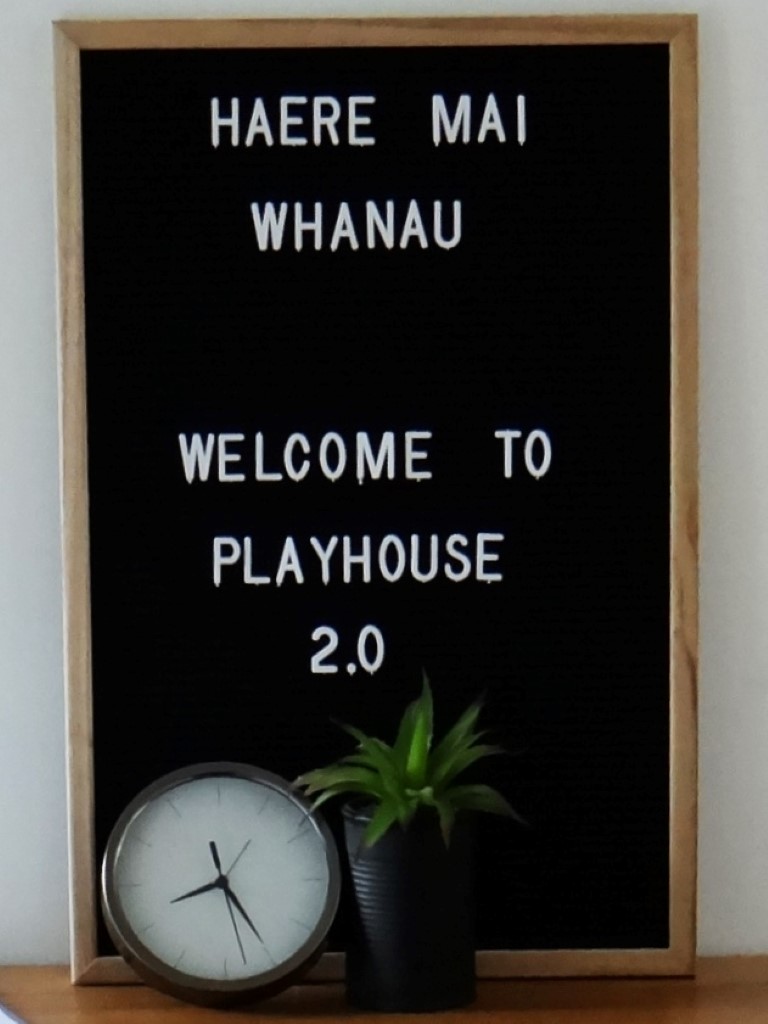 HAERE MAI
WHANAU
WELCOME TO
PLAYHOUSE
2.0